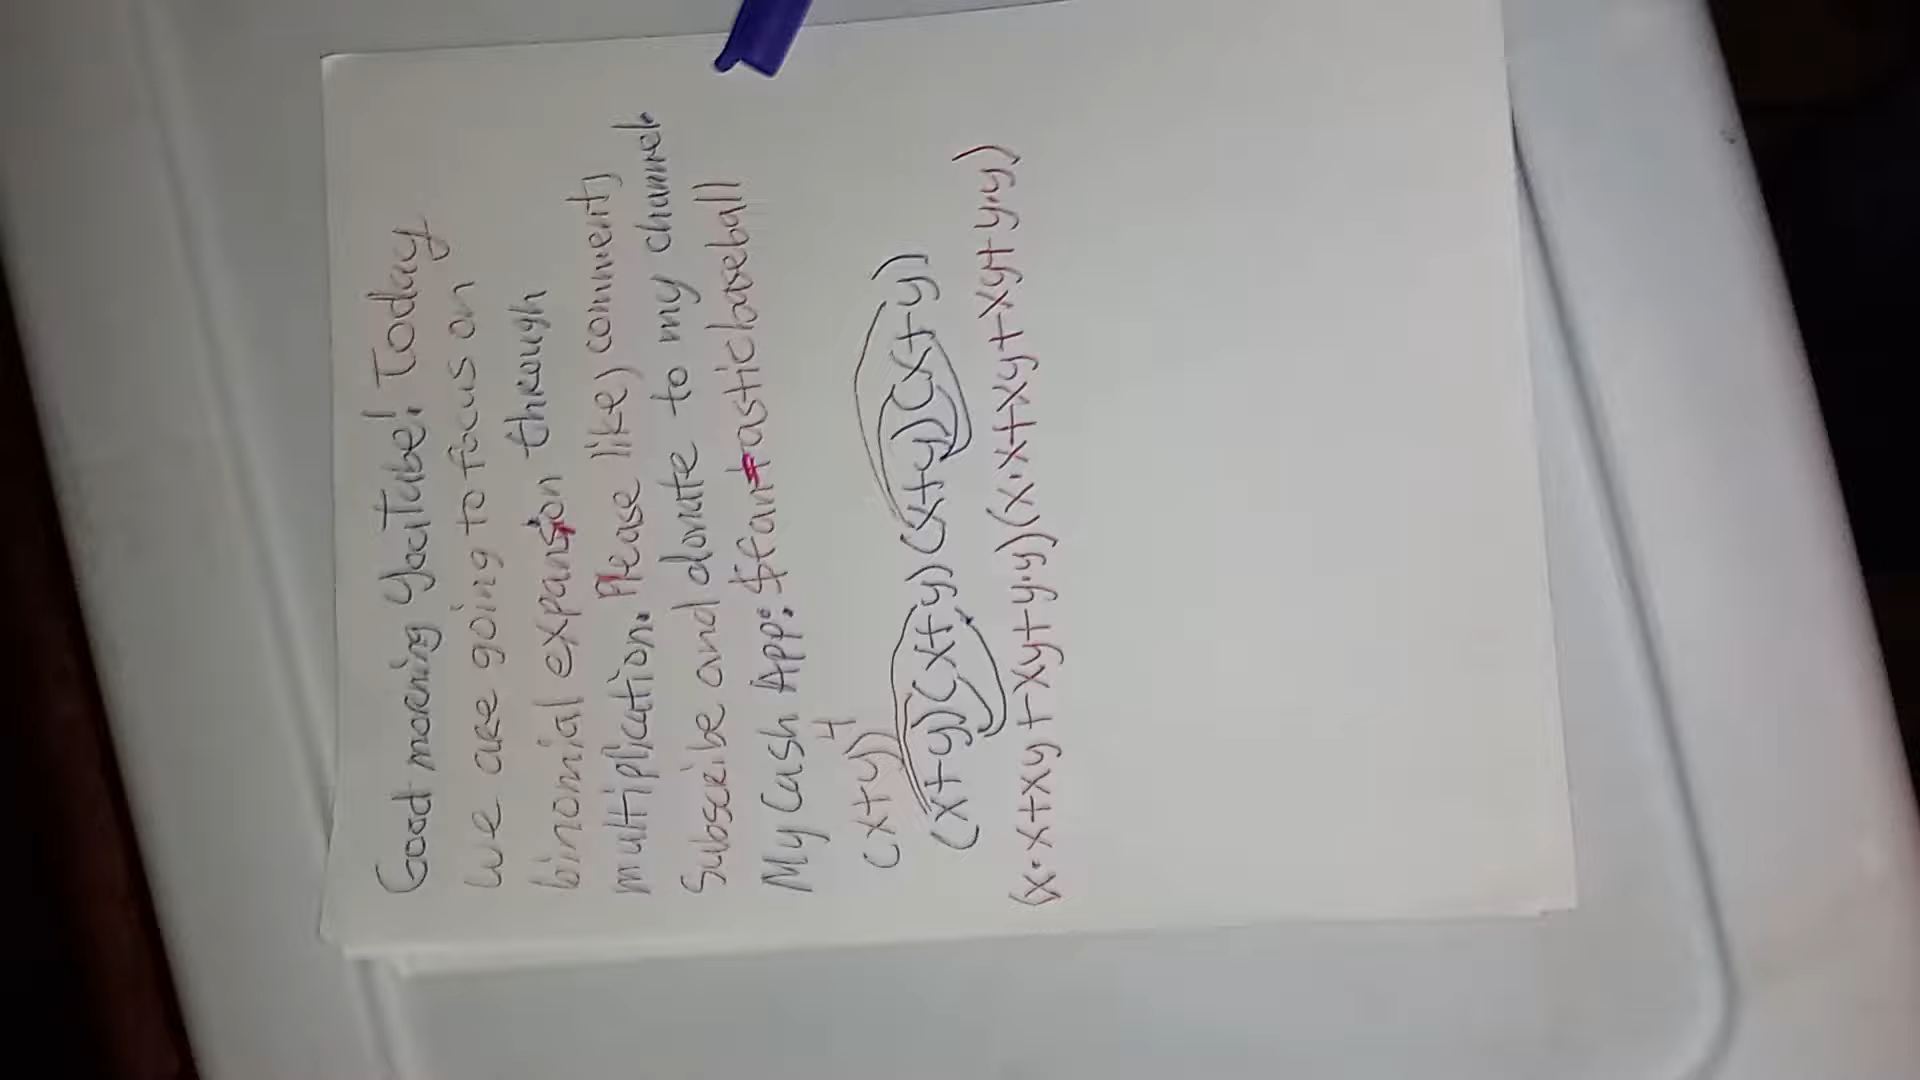 Good morning YouTube! Today
we are going to focus on
binomial expansion through
multiplication. Please like, comment,
subscribe and donate to my channel.
My Cash App: $fantasticbaseball
(x+y)⁴
(x+y)(x+y)(x+y)(x+y)
(x·x+xy+xy+y·y)(x·x+xy+xy+y·y)